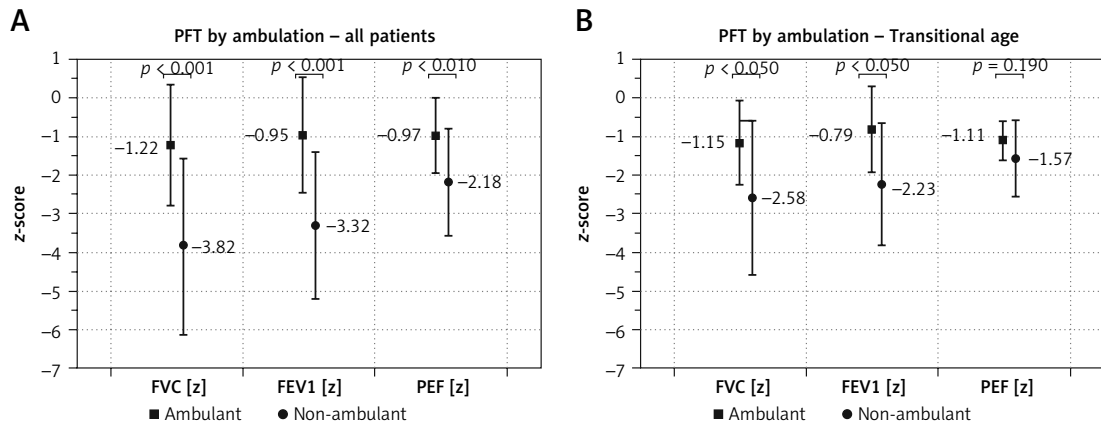 A
PFT by ambulation – all patients
p < 0.001 p < 0.001 p < 0.010
1
0
–1
–2
–3
–4
–5
–6
–7
z-score
–1.22
–3.82
–0.95
–3.32
–0.97
–2.18
FVC [z] FEV1 [z] PEF [z]
Ambulant Non-ambulant
B
PFT by ambulation – Transitional age
p < 0.050 p < 0.050 p = 0.190
1
0
–1
–2
–3
–4
–5
–6
–7
z-score
–1.15
–2.58
–0.79
–2.23
–1.11
–1.57
FVC [z] FEV1 [z] PEF [z]
Ambulant Non-ambulant